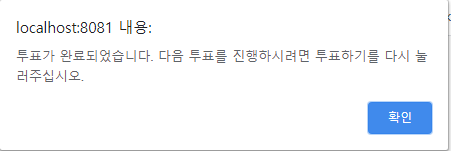 localhost:8081 내용:
투표가 완료되었습니다. 다음 투표를 진행하시려면 투표하기를 다시 눌
러주십시오.
확인